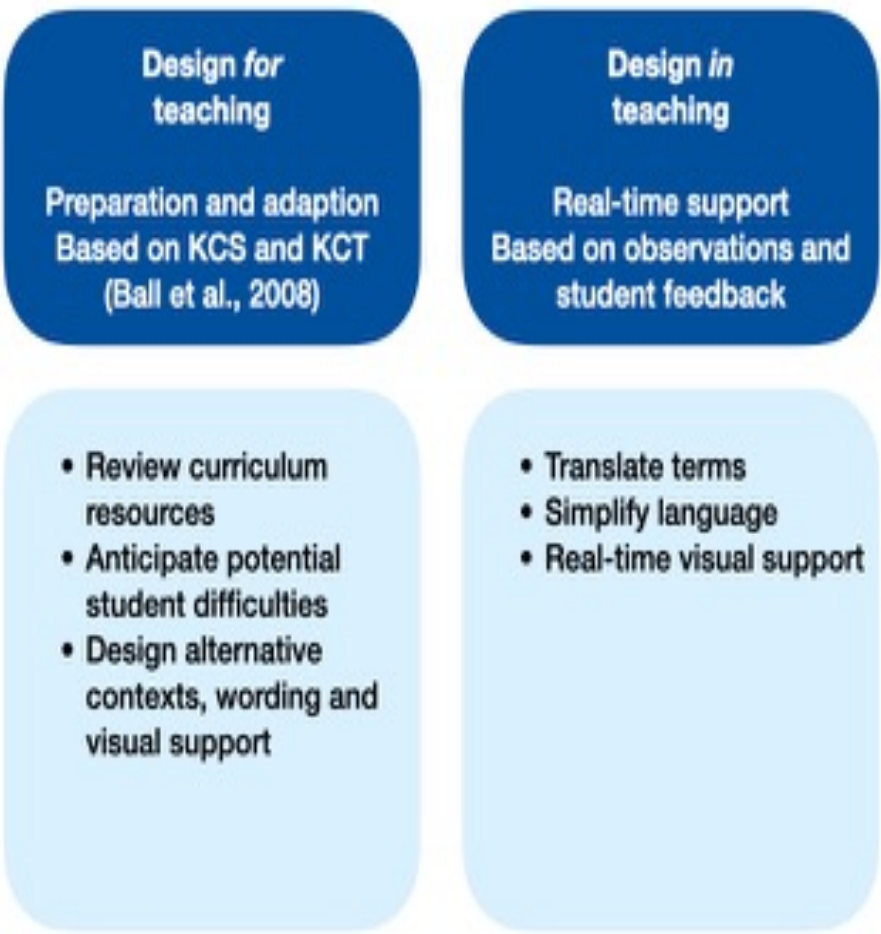 Design for
teaching
Preparation and adaption
Based on KCS and KCT
(Ball et al., 2008)
• Review curriculum
resources
• Anticipate potential
student difficulties
• Design alternative
contexts, wording and
visual support
Design in
teaching
Real-time support
Based on observations and
student feedback
• Translate terms
• Simplify language
• Real-time visual support